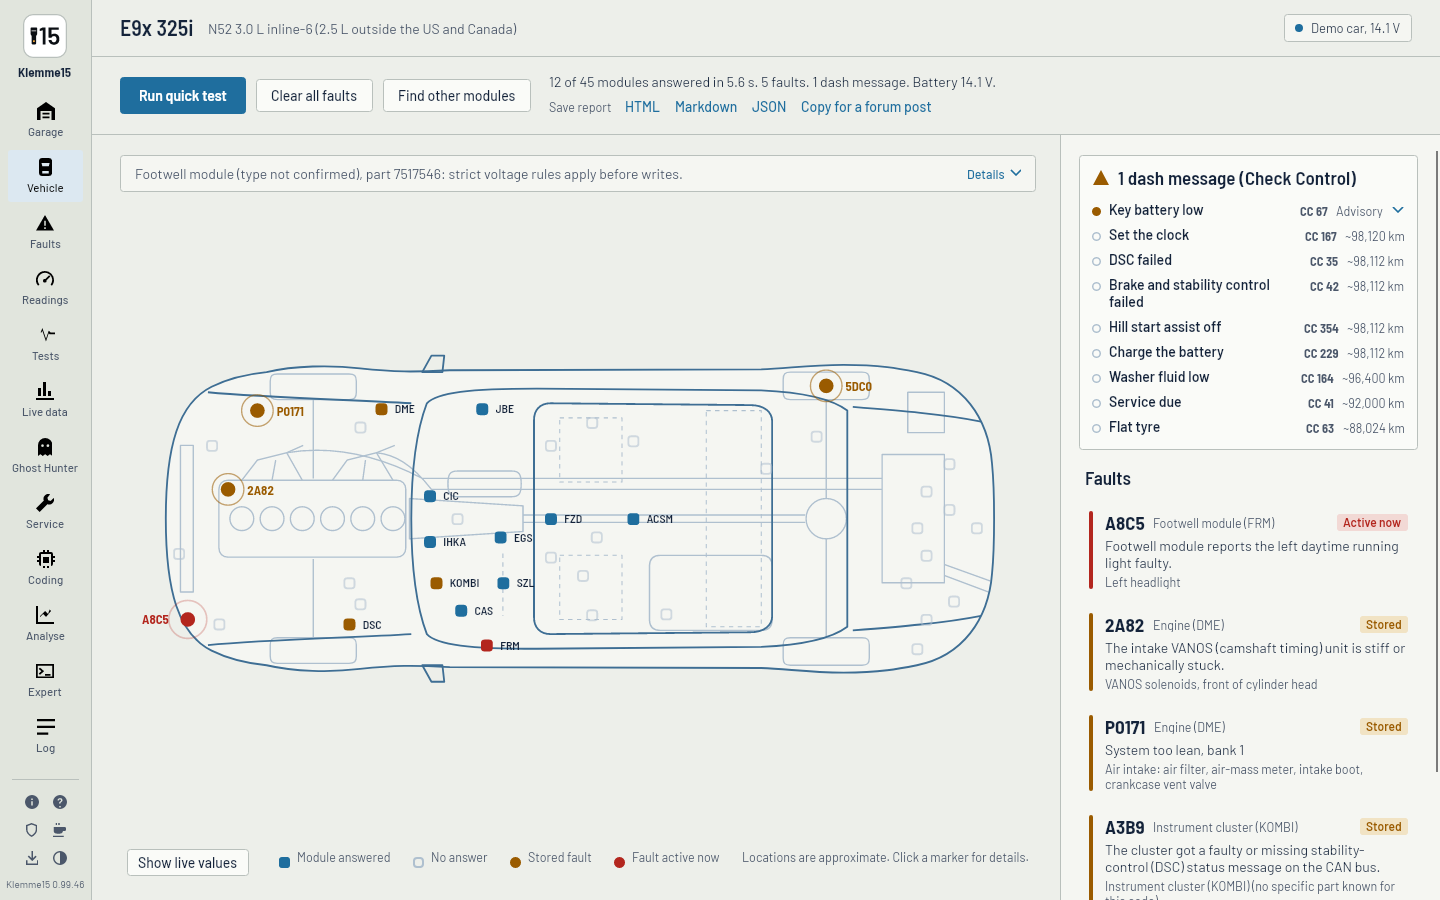 15
Klemme15
Garage
Vehicle
Faults
Readings
Tests
Live data
Ghost Hunter
Service
Coding
Analyse
Expert
Log
Klemme15 0.99.46
E9x 325i
N52 3.0 L inline-6 (2.5 L outside the US and Canada)
Demo car, 14.1 V
Run quick test
Clear all faults
Find other modules
12 of 45 modules answered in 5.6 s. 5 faults. 1 dash message. Battery 14.1 V.
Save report HTML Markdown JSON Copy for a forum post
Footwell module (type not confirmed), part 7517546: strict voltage rules apply before writes.
Details
P0171
DME
JBE
5DC0
2A82
CIC
FZD
ACSM
IHKA
EGS
KOMBI
SZL
CAS
A8C5
DSC
FRM
Show live values
Module answered
No answer
Stored fault
Fault active now
Locations are approximate. Click a marker for details.
1 dash message (Check Control)
Key battery low CC 67 Advisory
Set the clock CC 167 ~98,120 km
DSC failed CC 35 ~98,112 km
Brake and stability control CC 42 ~98,112 km
failed
Hill start assist off CC 354 ~98,112 km
Charge the battery CC 229 ~98,112 km
Washer fluid low CC 164 ~96,400 km
Service due CC 41 ~92,000 km
Flat tyre CC 63 ~88,024 km
Faults
A8C5 Footwell module (FRM) Active now
Footwell module reports the left daytime running
light faulty.
Left headlight
2A82 Engine (DME) Stored
The intake VANOS (camshaft timing) unit is stiff or
mechanically stuck.
VANOS solenoids, front of cylinder head
P0171 Engine (DME) Stored
System too lean, bank 1
Air intake: air filter, air-mass meter, intake boot,
crankcase vent valve
A3B9 Instrument cluster (KOMBI) Stored
The cluster got a faulty or missing stability-
control (DSC) status message on the CAN bus.
Instrument cluster (KOMBI) (no specific part known for
this code)